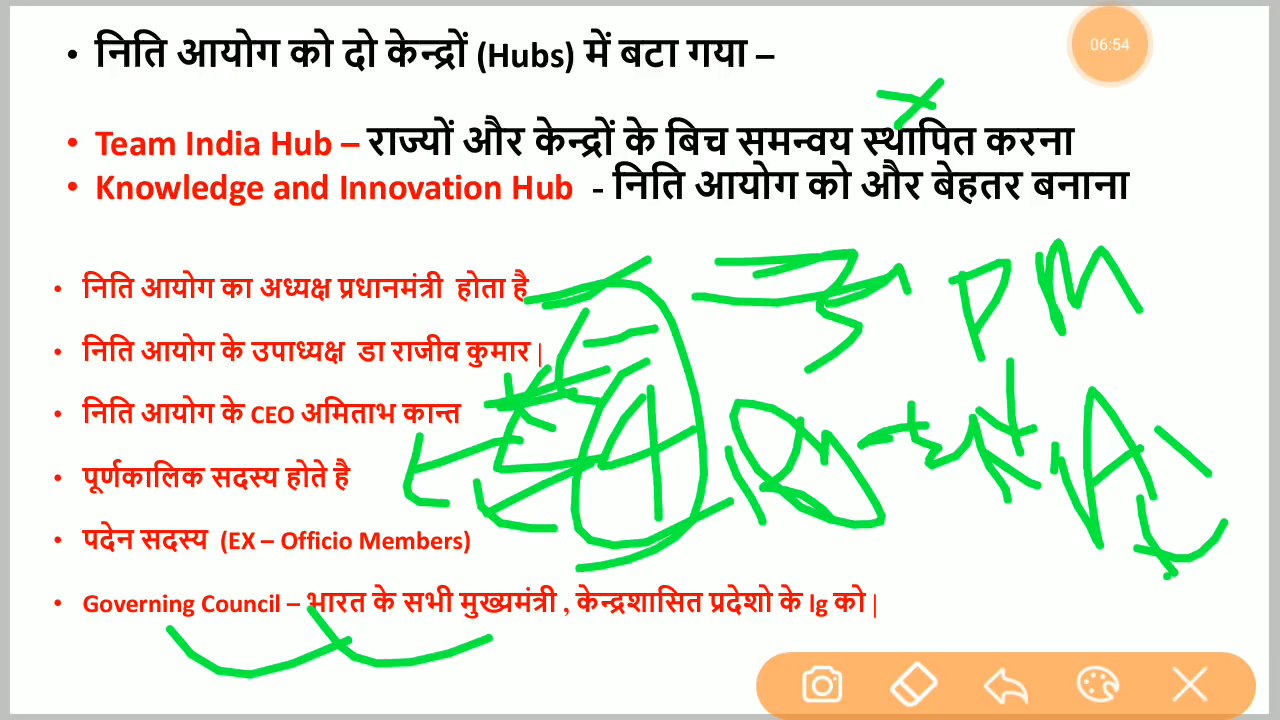 • निति आयोग को दो केन्द्रों (Hubs) में बटा गया –
06:54
• Team India Hub – राज्यों और केन्द्रों के बिच समन्वय स्थापित करना
• Knowledge and Innovation Hub - निति आयोग को और बेहतर बनाना
• निति आयोग का अध्यक्ष प्रधानमंत्री होता है
PM
• निति आयोग के उपाध्यक्ष डा राजीव कुमार |
• निति आयोग के CEO अमिताभ कान्त
4
• पूर्णकालिक सदस्य होते है
• पदेन सदस्य (EX – Officio Members)
• Governing Council – भारत के सभी मुख्यमंत्री , केन्द्रशासित प्रदेशो के lg को |